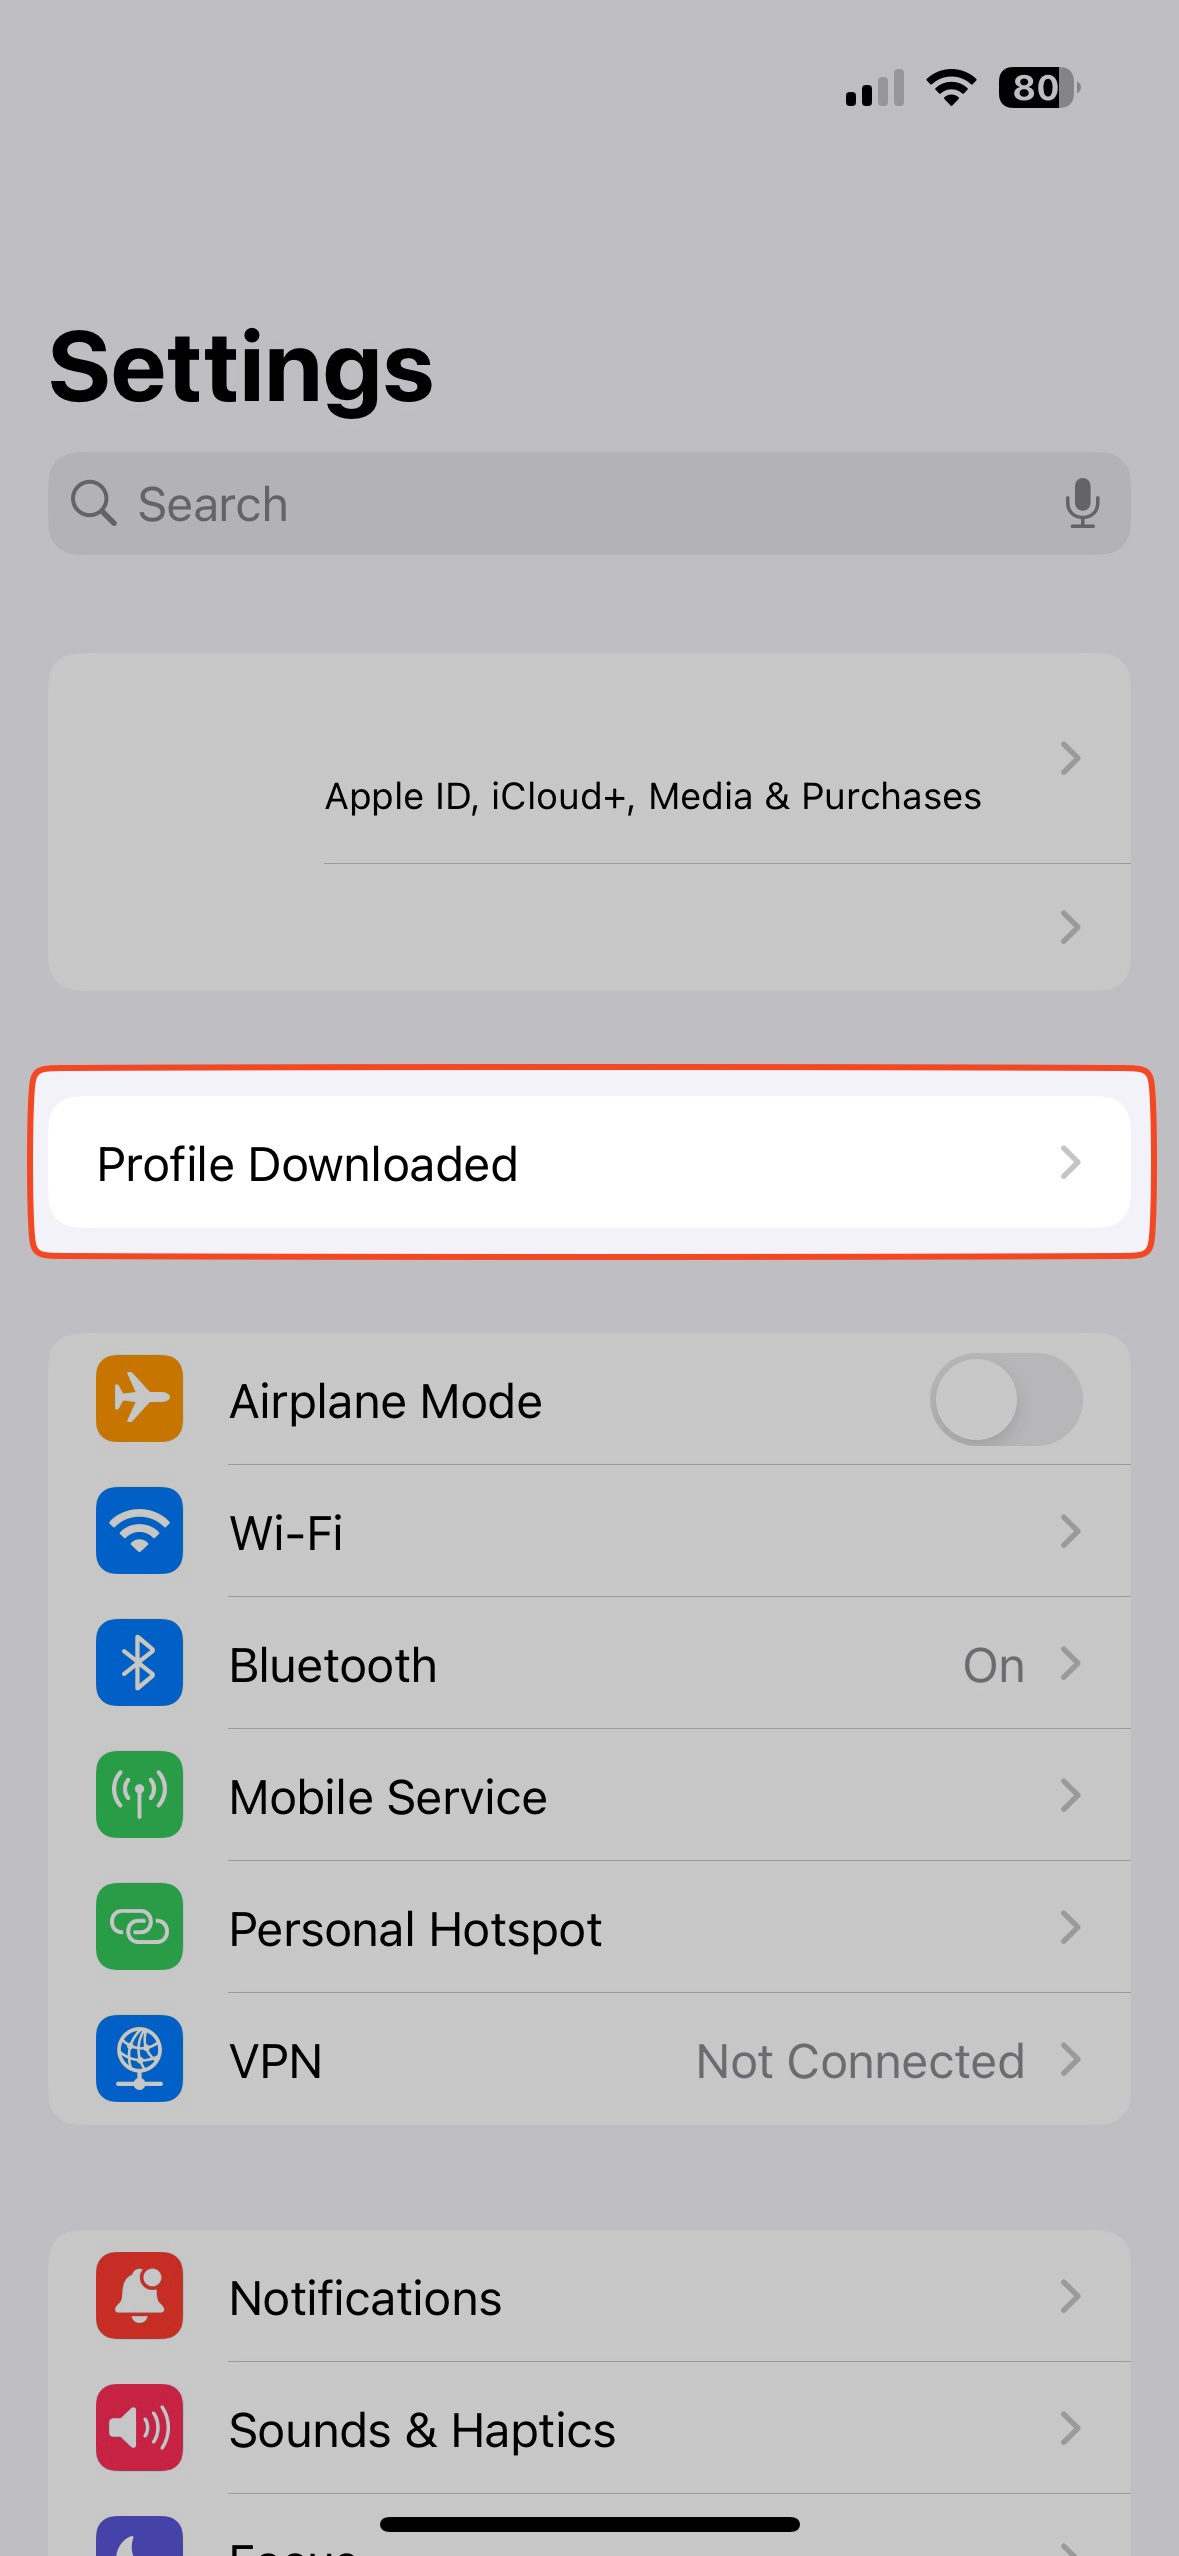 80
Settings
Search
Apple ID, iCloud+, Media & Purchases
Profile Downloaded
Airplane Mode
Wi-Fi
Bluetooth On
Mobile Service
Personal Hotspot
VPN Not Connected
Notifications
Sounds & Haptics
Focus